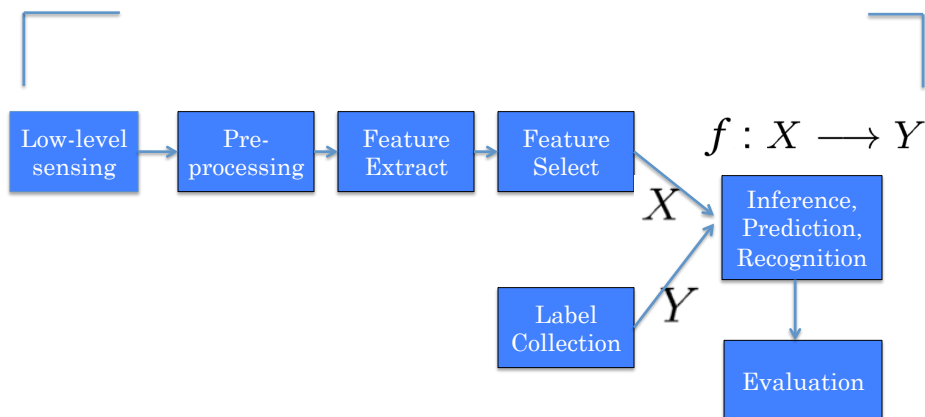 Low-level
sensing
Pre-
processing
Feature
Extract
Feature
Select
f : X ⟶ Y
X
Inference,
Prediction,
Recognition
Y
Label
Collection
Evaluation